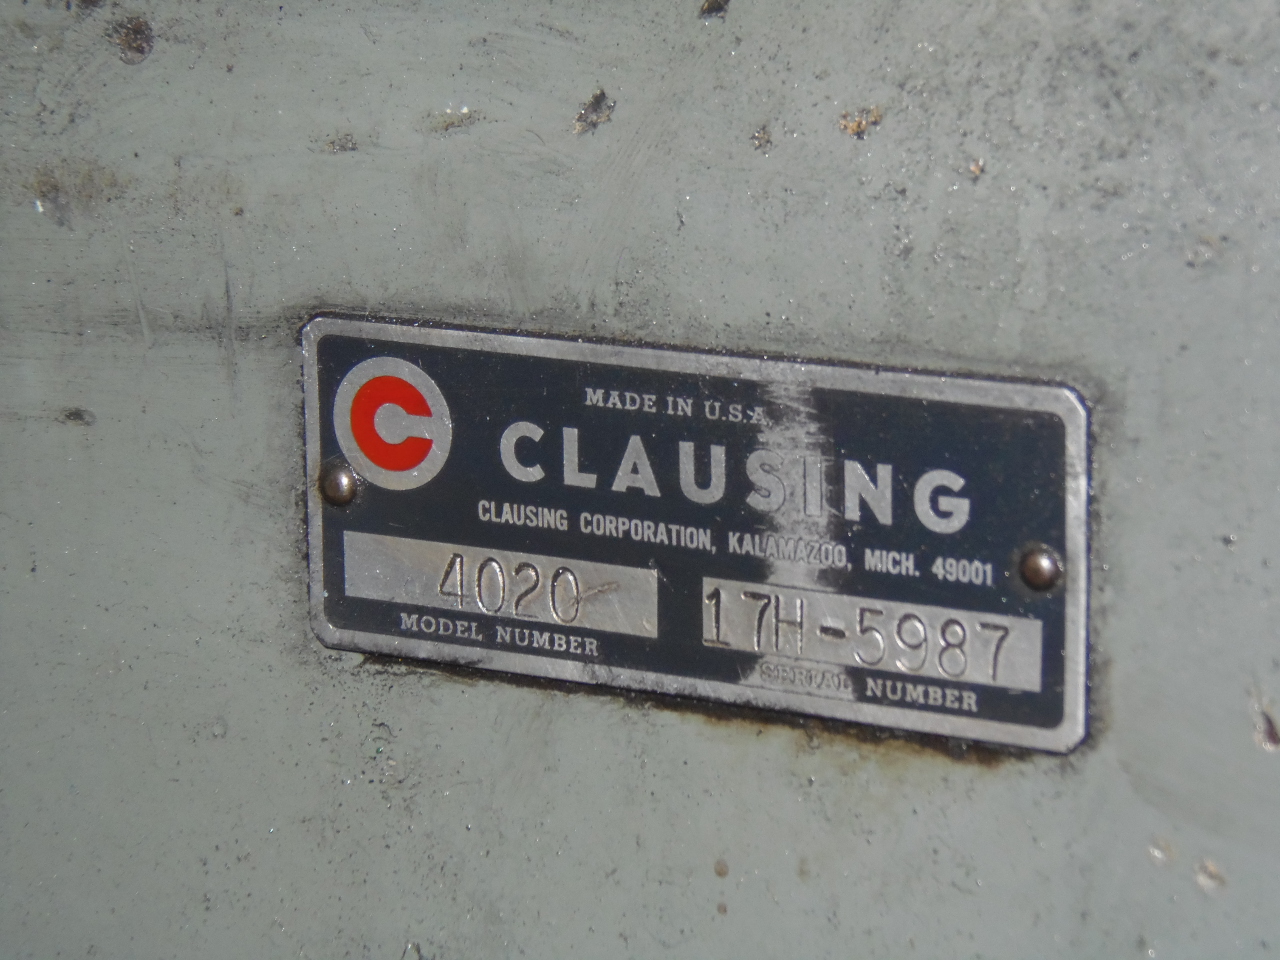 MADE IN U.S.A.
CLAUSING
CLAUSING CORPORATION, KALAMAZOO, MICH. 49001
4020
MODEL NUMBER
17H-5987
SERIAL NUMBER